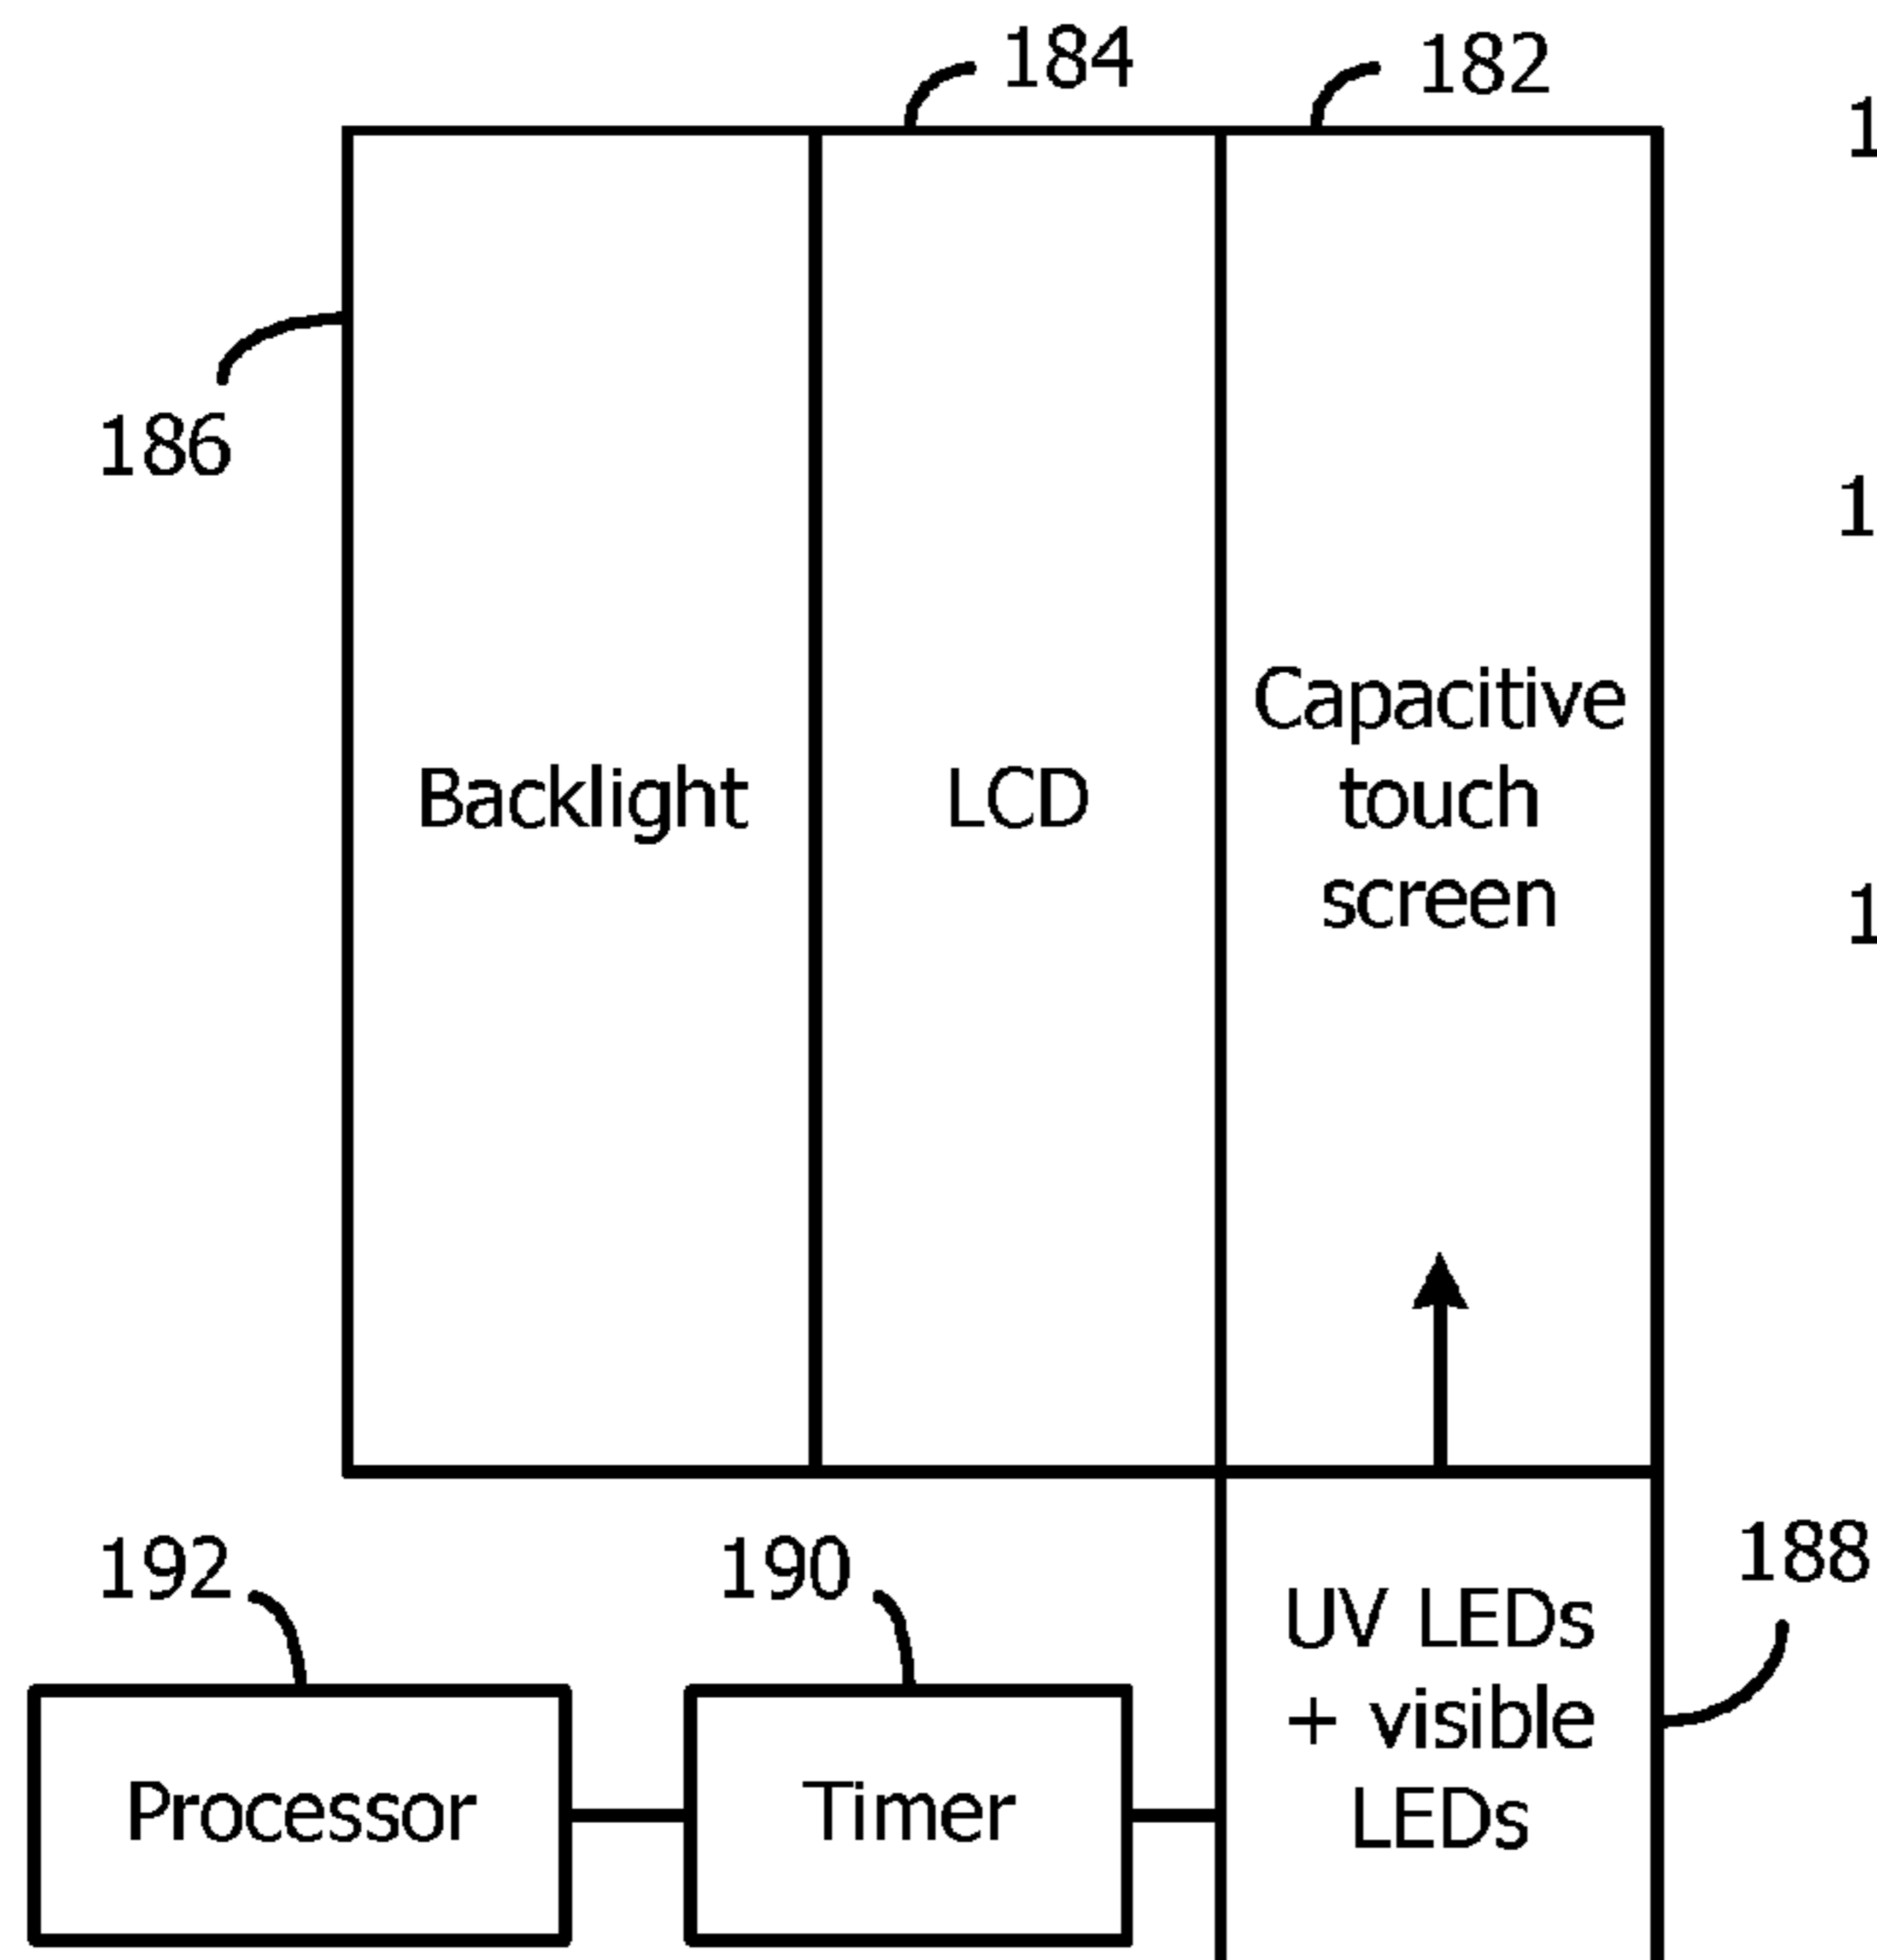 184
182
186
Backlight
LCD
Capacitive
touch
screen
192
190
188
UV LEDs
+ visible
LEDs
Processor
Timer